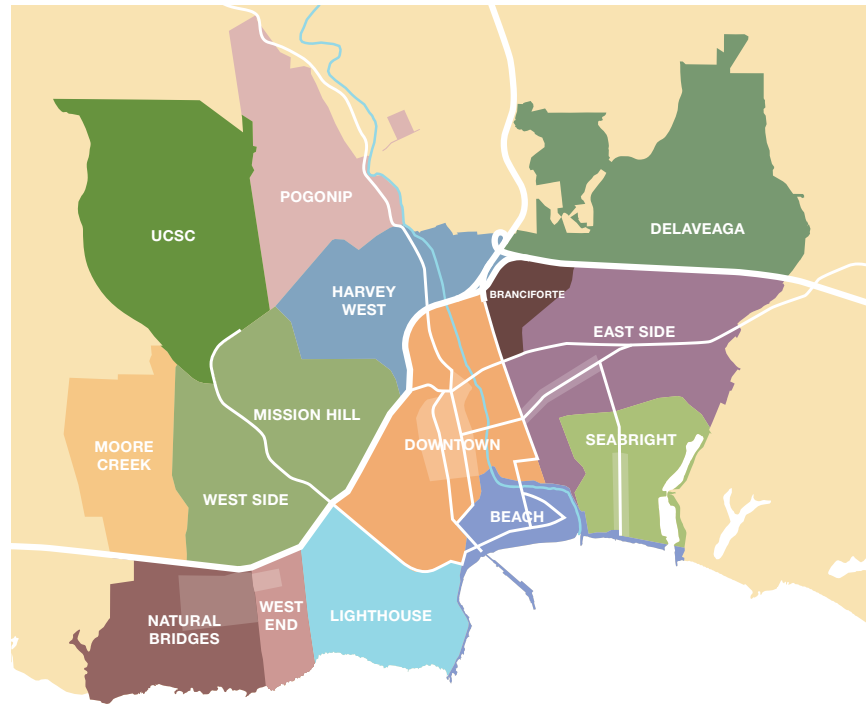 POGONIP
UCSC
DELAVEAGA
HARVEY
WEST
BRANCIFORTE
EAST SIDE
MISSION HILL
MOORE
CREEK
DOWNTOWN
SEABRIGHT
WEST SIDE
BEACH
NATURAL
BRIDGES
WEST
END
LIGHTHOUSE